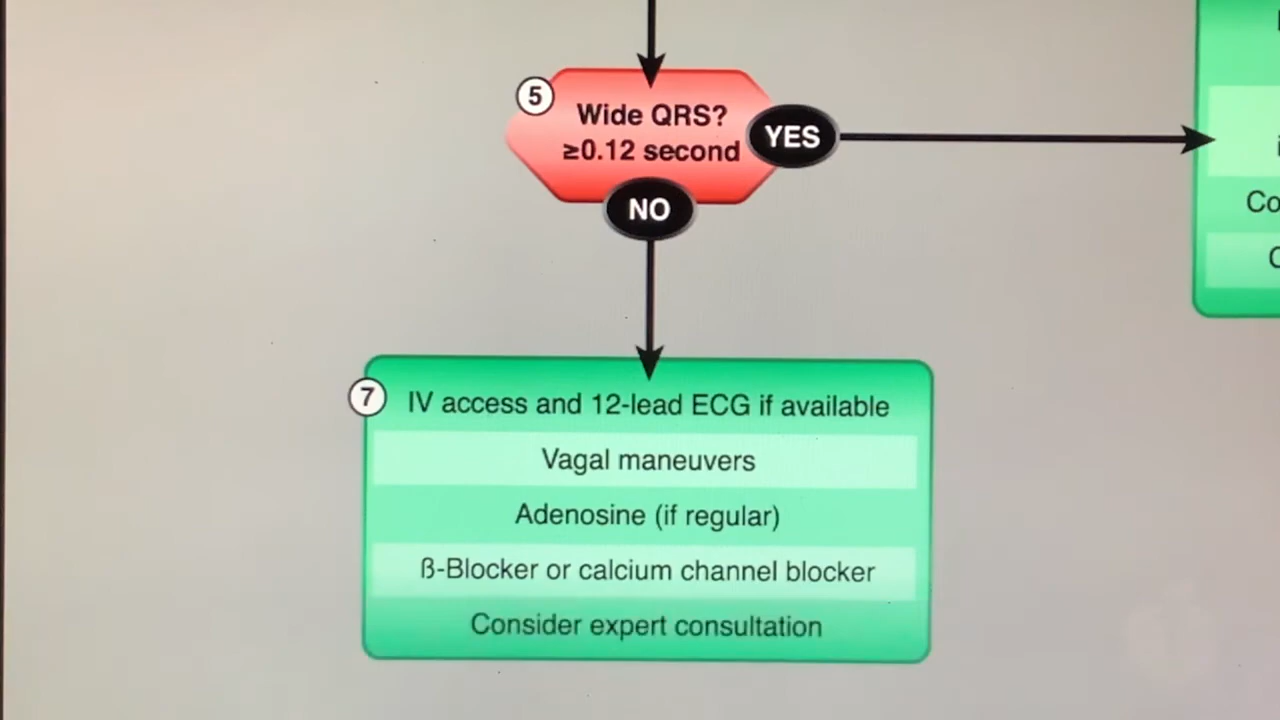 5
Wide QRS?
≥0.12 second
YES
NO
Co
C
7
IV access and 12-lead ECG if available
Vagal maneuvers
Adenosine (if regular)
ß-Blocker or calcium channel blocker
Consider expert consultation